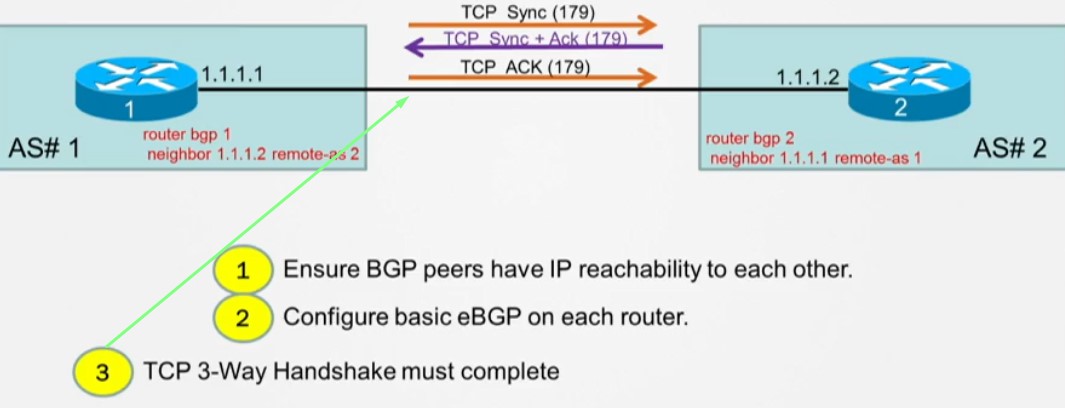 TCP Sync (179)
TCP Sync + Ack (179)
TCP ACK (179)
1.1.1.1
1.1.1.2
1
2
router bgp 1
neighbor 1.1.1.2 remote-as 2
AS# 1
router bgp 2
neighbor 1.1.1.1 remote-as 1
AS# 2
1 Ensure BGP peers have IP reachability to each other.
2 Configure basic eBGP on each router.
3 TCP 3-Way Handshake must complete